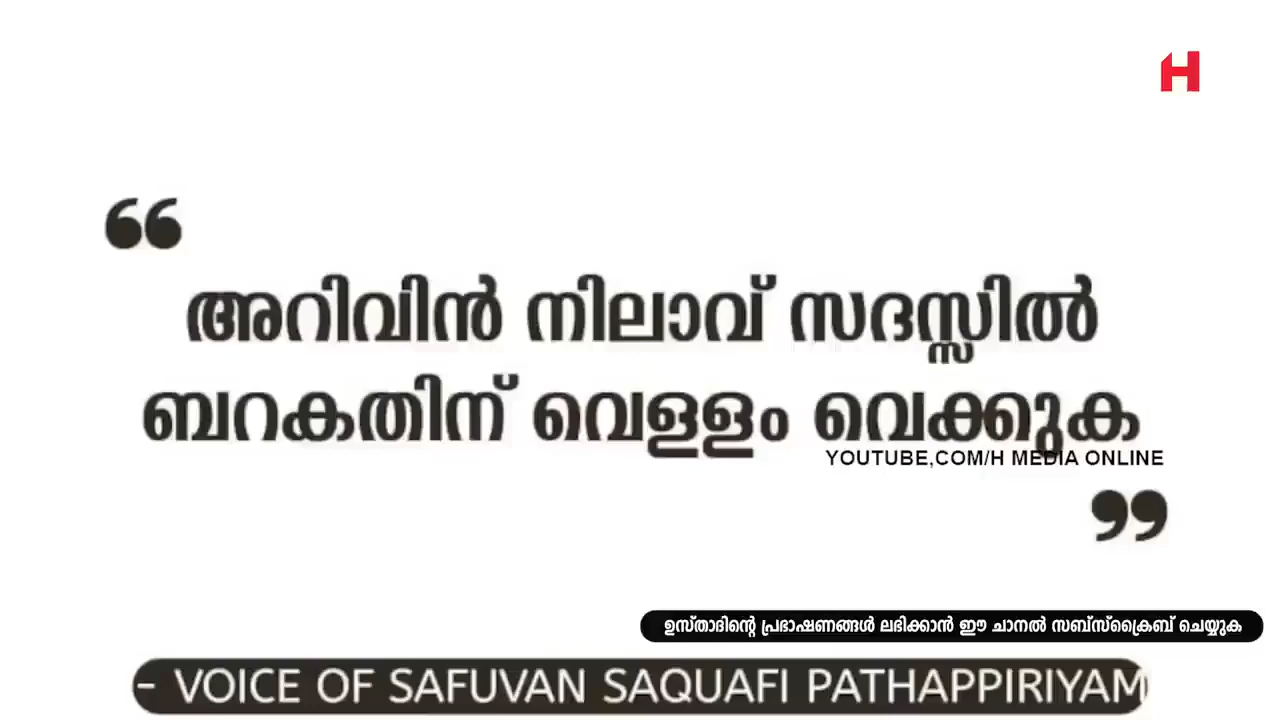 H
“
അറിവിൻ നിലാവ് സദസ്സിൽ
ബറകതിന് വെള്ളം വെക്കുക
YOUTUBE,COM/H MEDIA ONLINE
”
ഉസ്താദിന്റെ പ്രഭാഷണങ്ങൾ ലഭിക്കാൻ ഈ ചാനൽ സബ്സ്ക്രൈബ് ചെയ്യുക
- VOICE OF SAFUVAN SAQUAFI PATHAPPIRIYAM